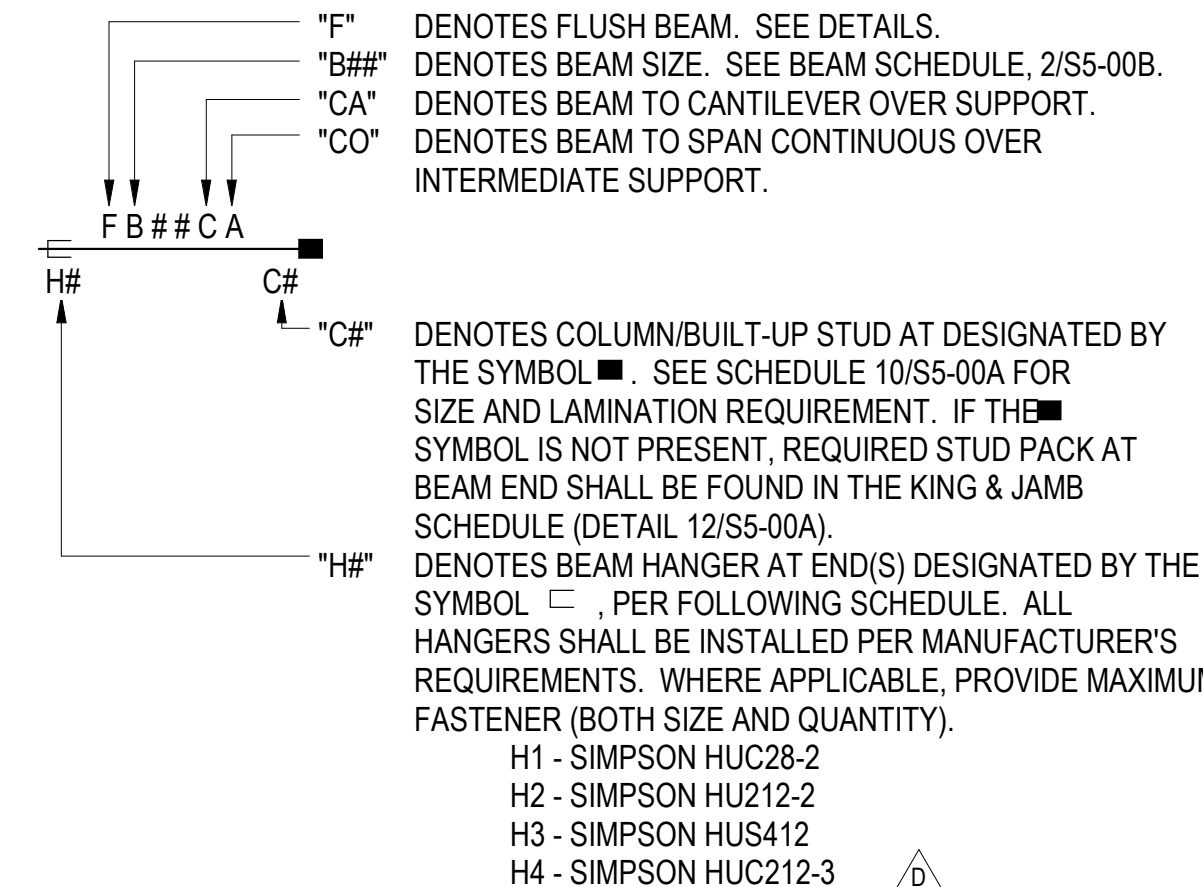 "F" DENOTES FLUSH BEAM. SEE DETAILS.
"B##" DENOTES BEAM SIZE. SEE BEAM SCHEDULE, 2/S5-00B.
"CA" DENOTES BEAM TO CANTILEVER OVER SUPPORT.
"CO" DENOTES BEAM TO SPAN CONTINUOUS OVER
INTERMEDIATE SUPPORT.
F B # # C A
H# C#
"C#" DENOTES COLUMN/BUILT-UP STUD AT DESIGNATED BY
THE SYMBOL ■ . SEE SCHEDULE 10/S5-00A FOR
SIZE AND LAMINATION REQUIREMENT. IF THE ■
SYMBOL IS NOT PRESENT, REQUIRED STUD PACK AT
BEAM END SHALL BE FOUND IN THE KING & JAMB
SCHEDULE (DETAIL 12/S5-00A).
"H#" DENOTES BEAM HANGER AT END(S) DESIGNATED BY THE
SYMBOL , PER FOLLOWING SCHEDULE. ALL
HANGERS SHALL BE INSTALLED PER MANUFACTURER'S
REQUIREMENTS. WHERE APPLICABLE, PROVIDE MAXIMUM
FASTENER (BOTH SIZE AND QUANTITY).
H1 - SIMPSON HUC28-2
H2 - SIMPSON HU212-2
H3 - SIMPSON HUS412
H4 - SIMPSON HUC212-3
D